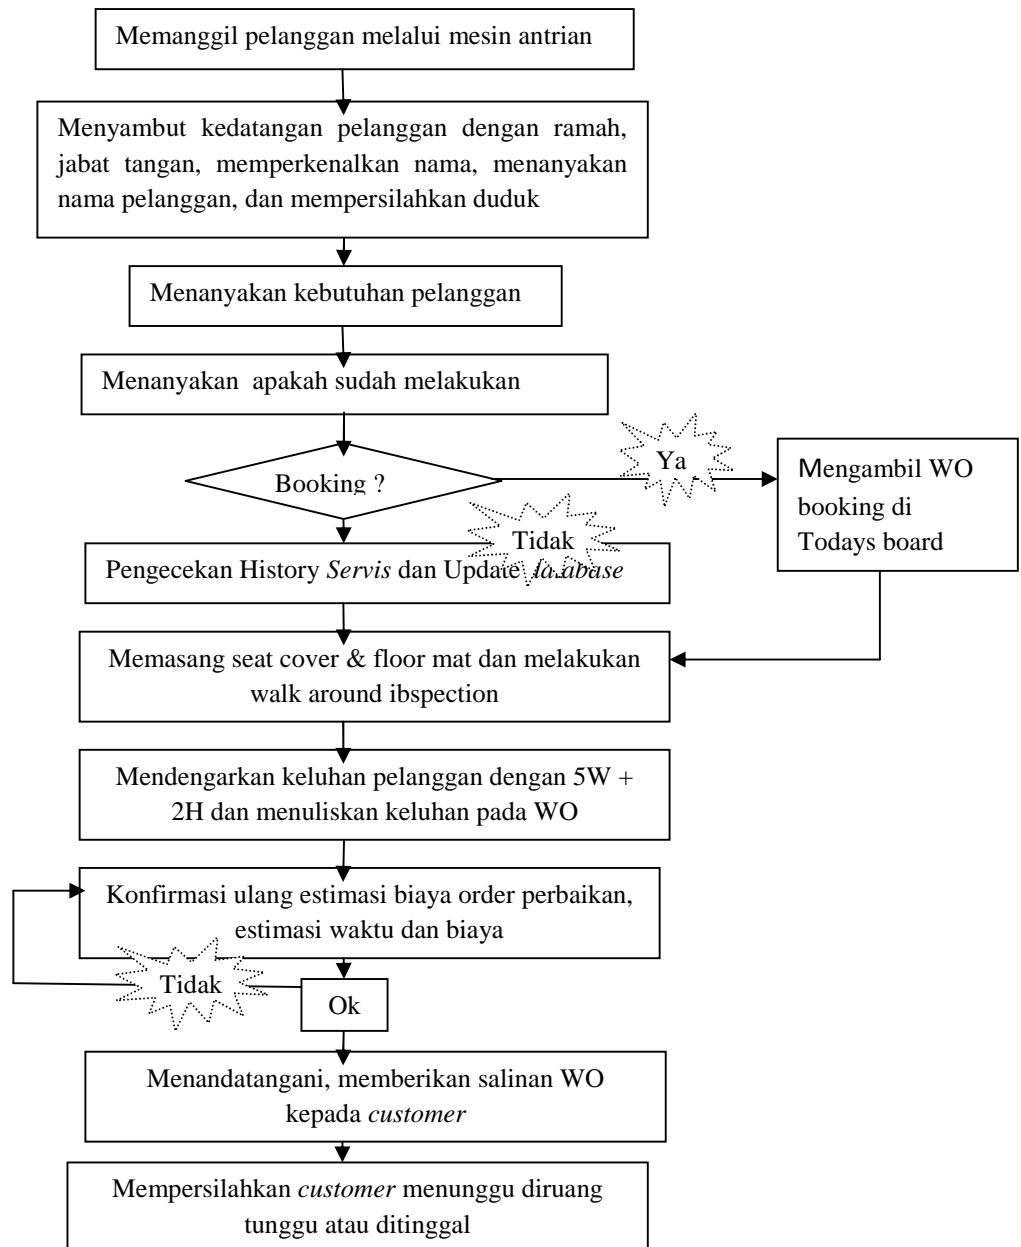 Memanggil pelanggan melalui mesin antrian
Menyambut kedatangan pelanggan dengan ramah,
jabat tangan, memperkenalkan nama, menanyakan
nama pelanggan, dan mempersilahkan duduk
Menanyakan kebutuhan pelanggan
Menanyakan apakah sudah melakukan
Booking ?
Ya
Mengambil WO
booking di
Todays board
Tidak
Pengecekan History Servis dan Update database
Memasang seat cover & floor mat dan melakukan
walk around ibspection
Mendengarkan keluhan pelanggan dengan 5W +
2H dan menuliskan keluhan pada WO
Konfirmasi ulang estimasi biaya order perbaikan,
estimasi waktu dan biaya
Tidak
Ok
Menandatangani, memberikan salinan WO
kepada customer
Mempersilahkan customer menunggu diruang
tunggu atau ditinggal